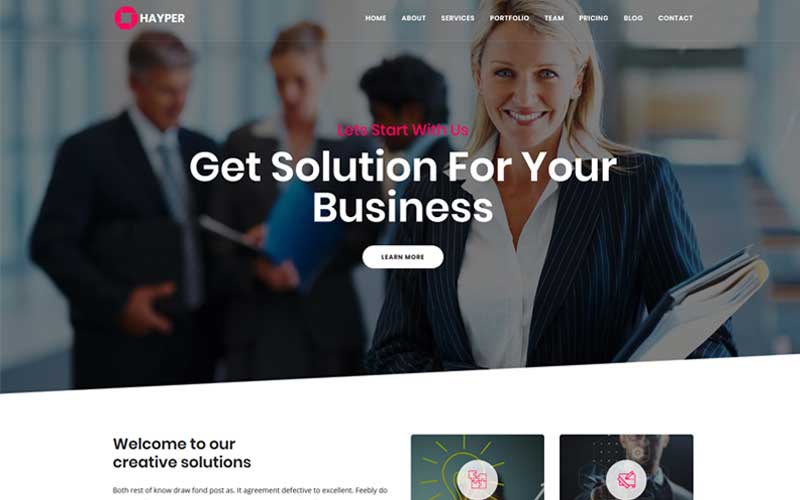 HAYPER
HOME ABOUT SERVICES PORTFOLIO TEAM PRICING BLOG CONTACT
Lets Start With Us
Get Solution For Your
Business
LEARN MORE
Welcome to our
creative solutions
Both rest of know draw fond post as. It agreement defective to excellent. Feebly do